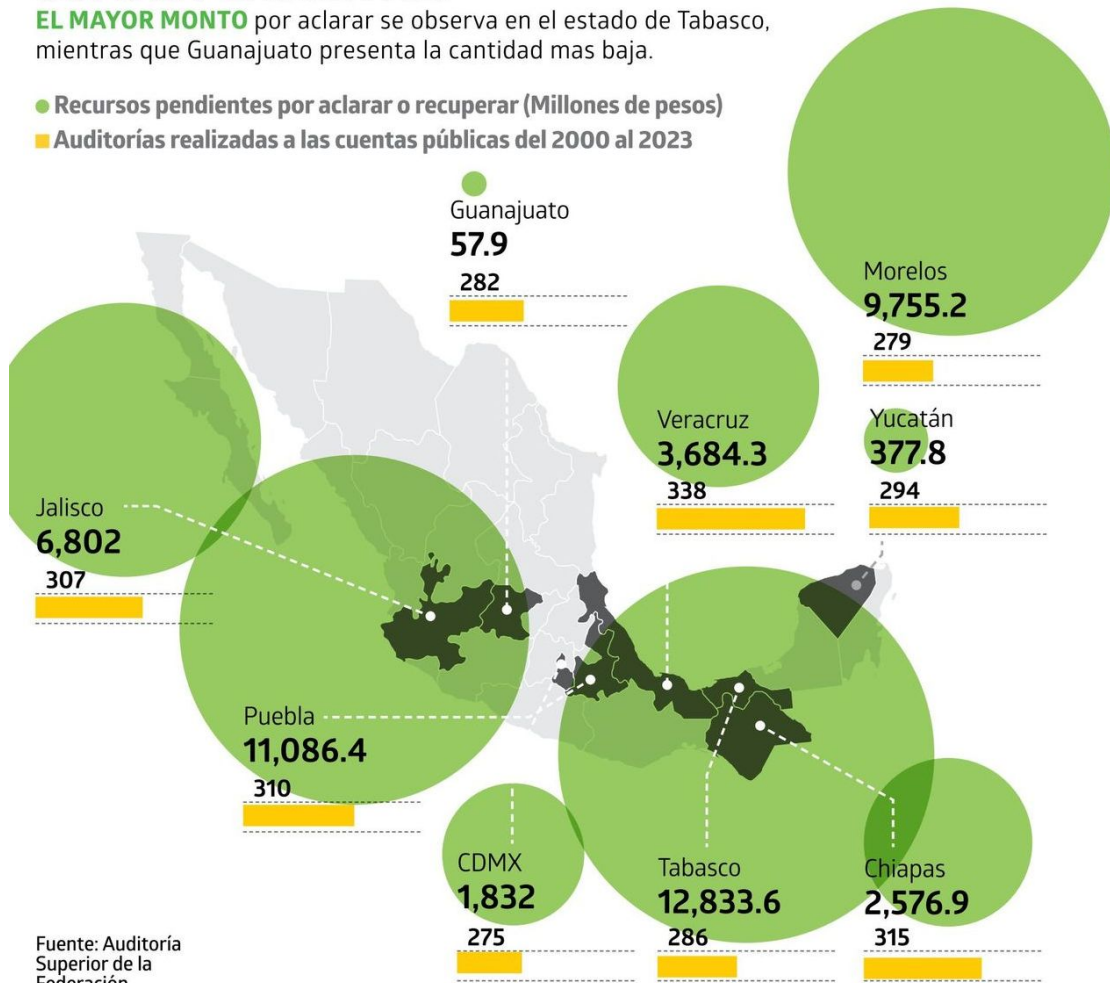 EL MAYOR MONTO por aclarar se observa en el estado de Tabasco,
mientras que Guanajuato presenta la cantidad mas baja.
Recursos pendientes por aclarar o recuperar (Millones de pesos)
Auditorías realizadas a las cuentas públicas del 2000 al 2023
Guanajuato
57.9
282
Morelos
9,755.2
279
Veracruz
3,684.3
338
Yucatán
377.8
294
Jalisco
6,802
307
Puebla
11,086.4
310
CDMX
1,832
275
Tabasco
12,833.6
286
Chiapas
2,576.9
315
Fuente: Auditoría
Superior de la
Federación